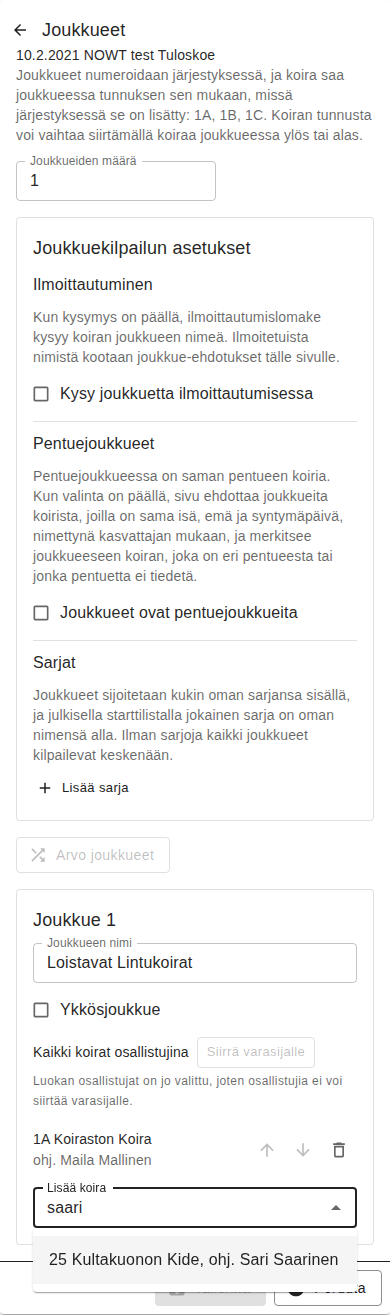 Joukkueet
10.2.2021 NOWT test Tuloskoe
Joukkueet numeroidaan järjestyksessä, ja koira saa
joukkueessa tunnuksen sen mukaan, missä
järjestyksessä se on lisätty: 1A, 1B, 1C. Koiran tunnusta
voi vaihtaa siirtämällä koiraa joukkueessa ylös tai alas.
Joukkueiden määrä
1
Joukkuekilpailun asetukset
Ilmoittautuminen
Kun kysymys on päällä, ilmoittautumislomake
kysyy koiran joukkueen nimeä. Ilmoitetuista
nimistä kootaan joukkue-ehdotukset tälle sivulle.
Kysy joukkuetta ilmoittautumisessa
Pentuejoukkueet
Pentuejoukkueessa on saman pentueen koiria.
Kun valinta on päällä, sivu ehdottaa joukkueita
koirista, joilla on sama isä, emä ja syntymäpäivä,
nimettynä kasvattajan mukaan, ja merkitsee
joukkueeseen koiran, joka on eri pentueesta tai
jonka pentuetta ei tiedetä.
Joukkueet ovat pentuejoukkueita
Sarjat
Joukkueet sijoitetaan kukin oman sarjansa sisällä,
ja julkisella starttilistalla jokainen sarja on oman
nimensä alla. Ilman sarjoja kaikki joukkueet
kilpailevat keskenään.
Lisää sarja
Arvo joukkueet
Joukkue 1
Joukkueen nimi
Loistavat Lintukoirat
Ykkösjoukkue
Kaikki koirat osallistujina Siirrä varasijalle
Luokan osallistujat on jo valittu, joten osallistujia ei voi
siirtää varasijalle.
1A Koiraston Koira
ohj. Maila Mallinen
Lisää koira
saari
25 Kultakuonon Kide, ohj. Sari Saarinen